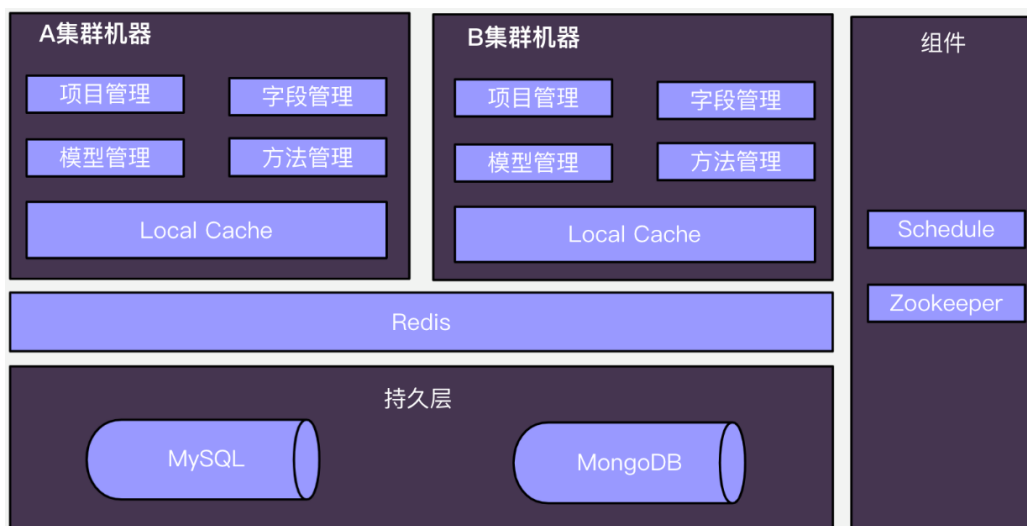 A集群机器
项目管理
字段管理
模型管理
方法管理
Local Cache
B集群机器
项目管理
字段管理
模型管理
方法管理
Local Cache
Redis
持久层
MySQL
MongoDB
组件
Schedule
Zookeeper